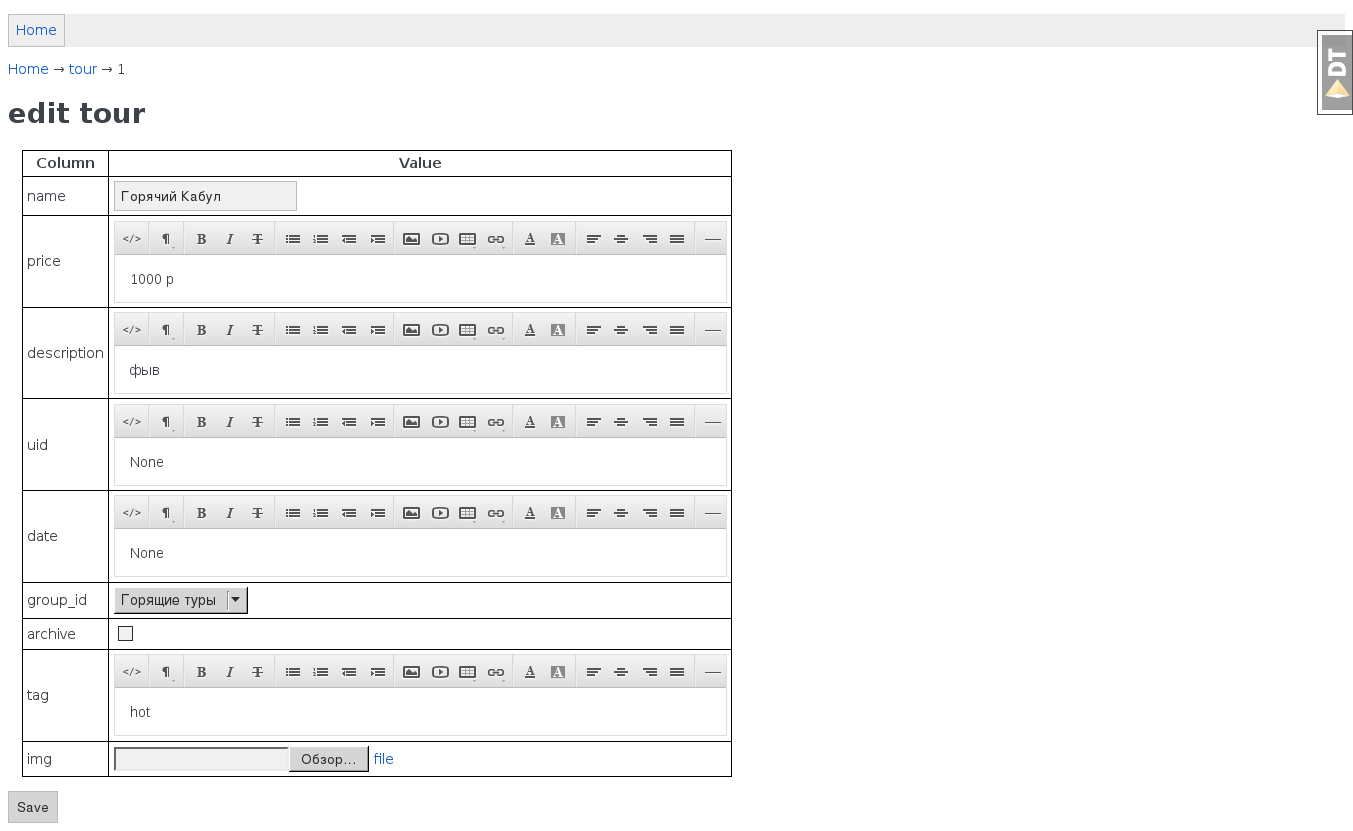 Home
Home → tour → 1
DT
edit tour
Column Value
name Горячий Кабул
price </> ¶ B I T A A
1000 р
description </> ¶ B I T A A
фыв
uid </> ¶ B I T A A
None
date </> ¶ B I T A A
None
group_id Горящие туры
archive
tag </> ¶ B I T A A
hot
img Обзор... file
Save